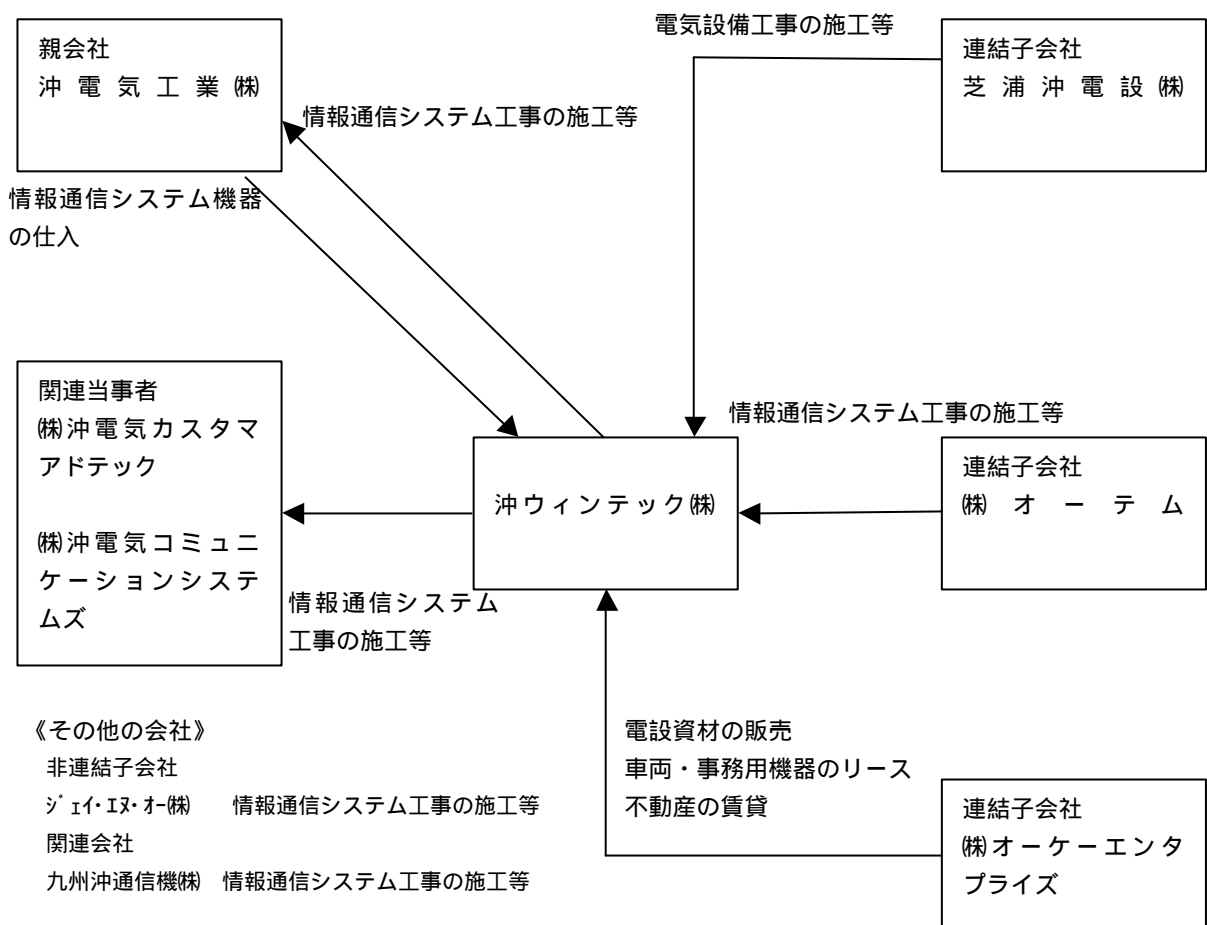 親会社
沖電気工業㈱
情報通信システム工事の施工等
電気設備工事の施工等
連結子会社
芝浦沖電設㈱
情報通信システム機器
の仕入
関連当事者
㈱沖電気カスタマ
アドテック
㈱沖電気コミュニ
ケーションシステ
ムズ
沖ウィンテック㈱
情報通信システム工事の施工等
連結子会社
㈱オーテム
情報通信システム
工事の施工等
《その他の会社》
非連結子会社
ｼﾞｪｲ･ｴﾇ･ｵｰ㈱ 情報通信システム工事の施工等
関連会社
九州沖通信機㈱ 情報通信システム工事の施工等
電設資材の販売
車両・事務用機器のリース
不動産の賃貸
連結子会社
㈱オーケーエンタ
プライズ